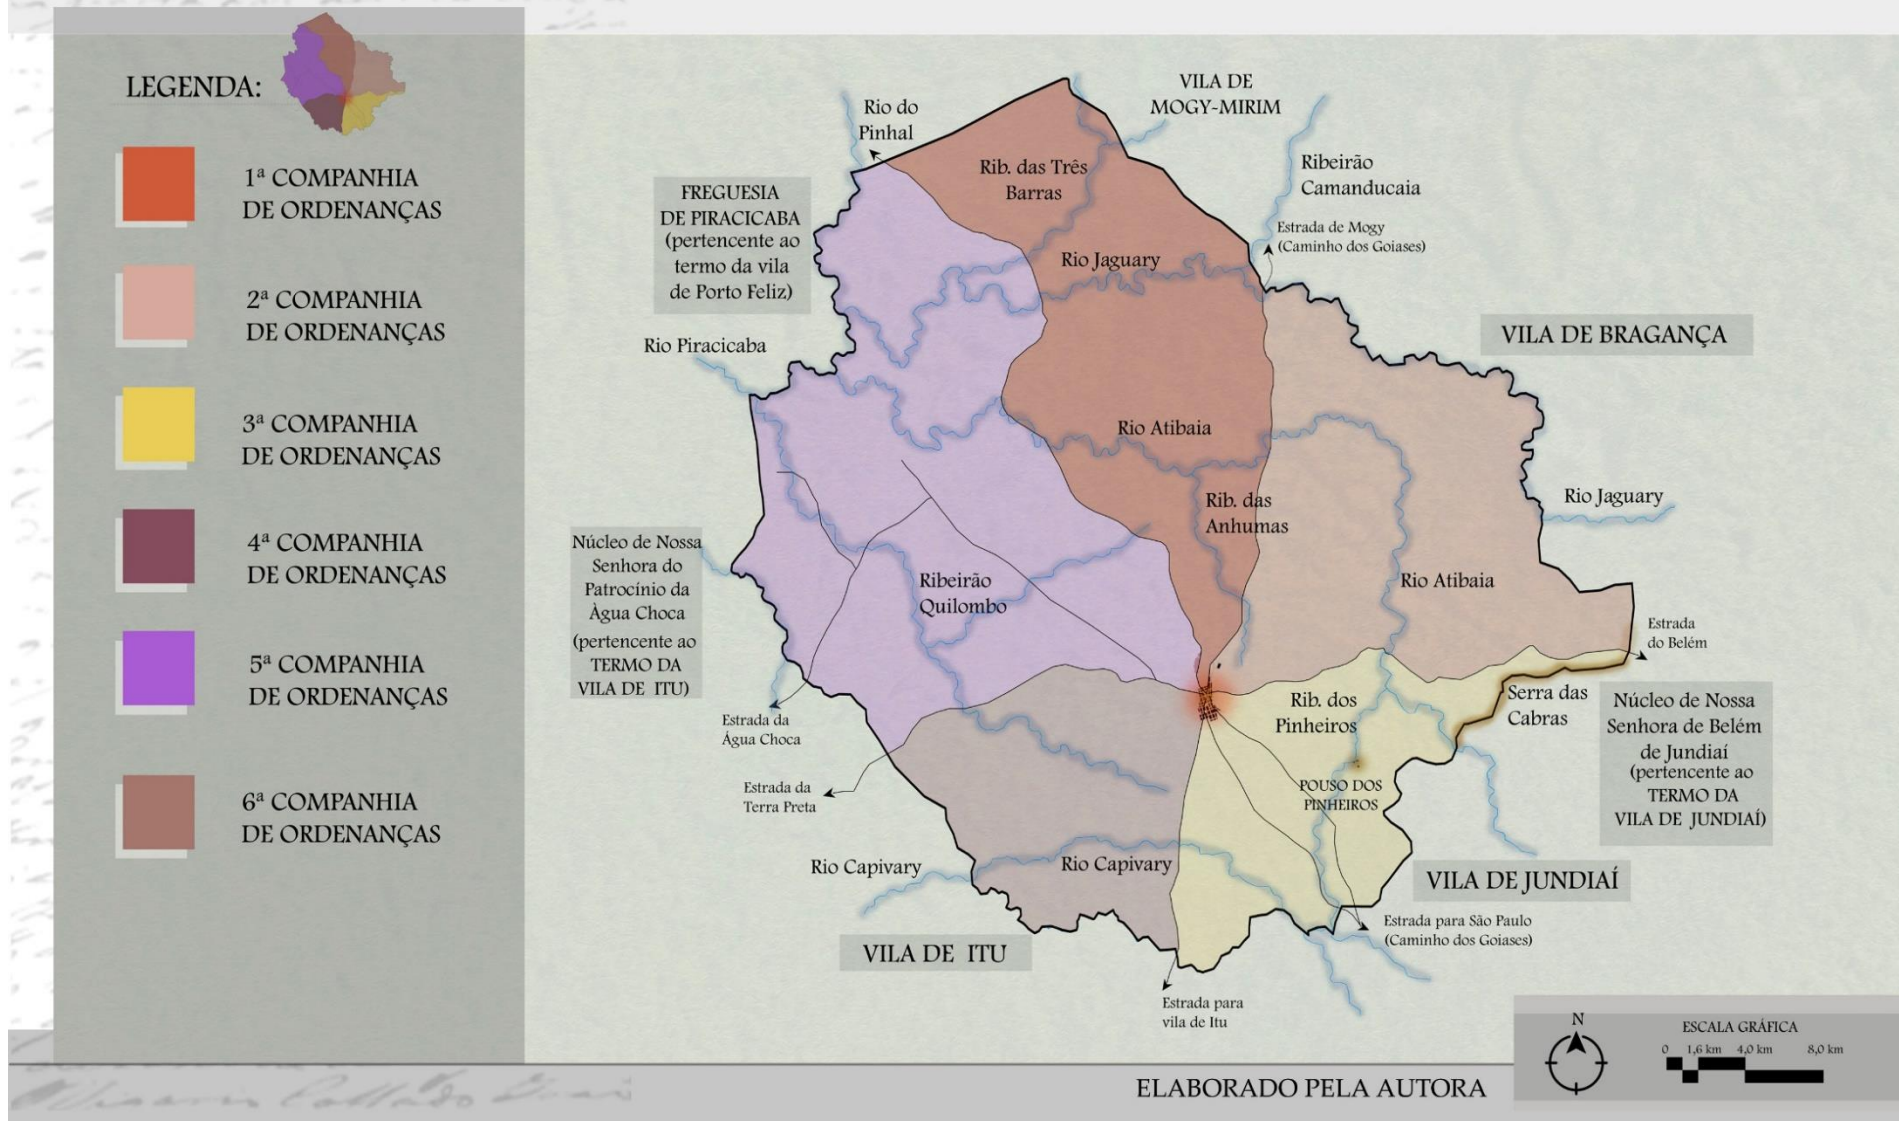 LEGENDA:
1ª COMPANHIA
DE ORDENANÇAS
2ª COMPANHIA
DE ORDENANÇAS
3ª COMPANHIA
DE ORDENANÇAS
4ª COMPANHIA
DE ORDENANÇAS
5ª COMPANHIA
DE ORDENANÇAS
6ª COMPANHIA
DE ORDENANÇAS
VILA DE
MOGY-MIRIM
Rio do
Pinhal
Rib. das Três
Barras
Ribeirão
Camanducaia
FREGUESIA
DE PIRACICABA
(pertencente ao
termo da vila
de Porto Feliz)
Estrada de Mogy
(Caminho dos Goiases)
Rio Jaguary
VILA DE BRAGANÇA
Rio Piracicaba
Rio Atibaia
Rib. das
Anhumas
Rio Jaguary
Núcleo de Nossa
Senhora do
Patrocínio da
Àgua Choca
(pertencente ao
TERMO DA
VILA DE ITU)
Ribeirão
Quilombo
Rio Atibaia
Estrada
do Belém
Rib. dos
Pinheiros
Serra das
Cabras
Núcleo de Nossa
Senhora de Belém
de Jundiaí
(pertencente ao
TERMO DA
VILA DE JUNDIAÍ)
Estrada da
Água Choca
Estrada da
Terra Preta
POUSO DOS
PINHEIROS
Rio Capivary
Rio Capivary
VILA DE JUNDIAÍ
VILA DE ITU
Estrada para São Paulo
(Caminho dos Goiases)
Estrada para
vila de Itu
N
ESCALA GRÁFICA
0 1,6 km 4,0 km 8,0 km
ELABORADO PELA AUTORA